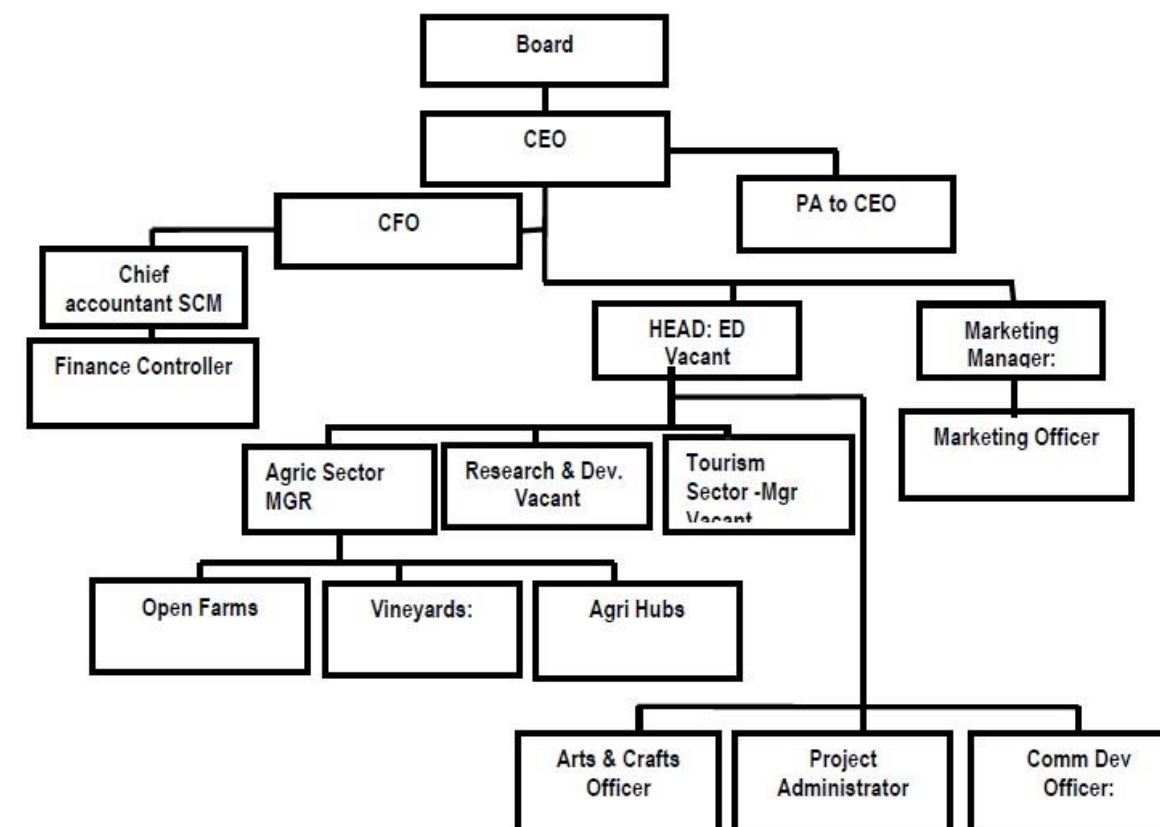 Board
CEO
PA to CEO
CFO
Chief
accountant SCM
Finance Controller
HEAD: ED
Vacant
Marketing
Manager:
Marketing Officer
Agric Sector
MGR
Research & Dev.
Vacant
Tourism
Sector -Mgr
Vacant
Open Farms
Vineyards:
Agri Hubs
Arts & Crafts
Officer
Project
Administrator
Comm Dev
Officer: